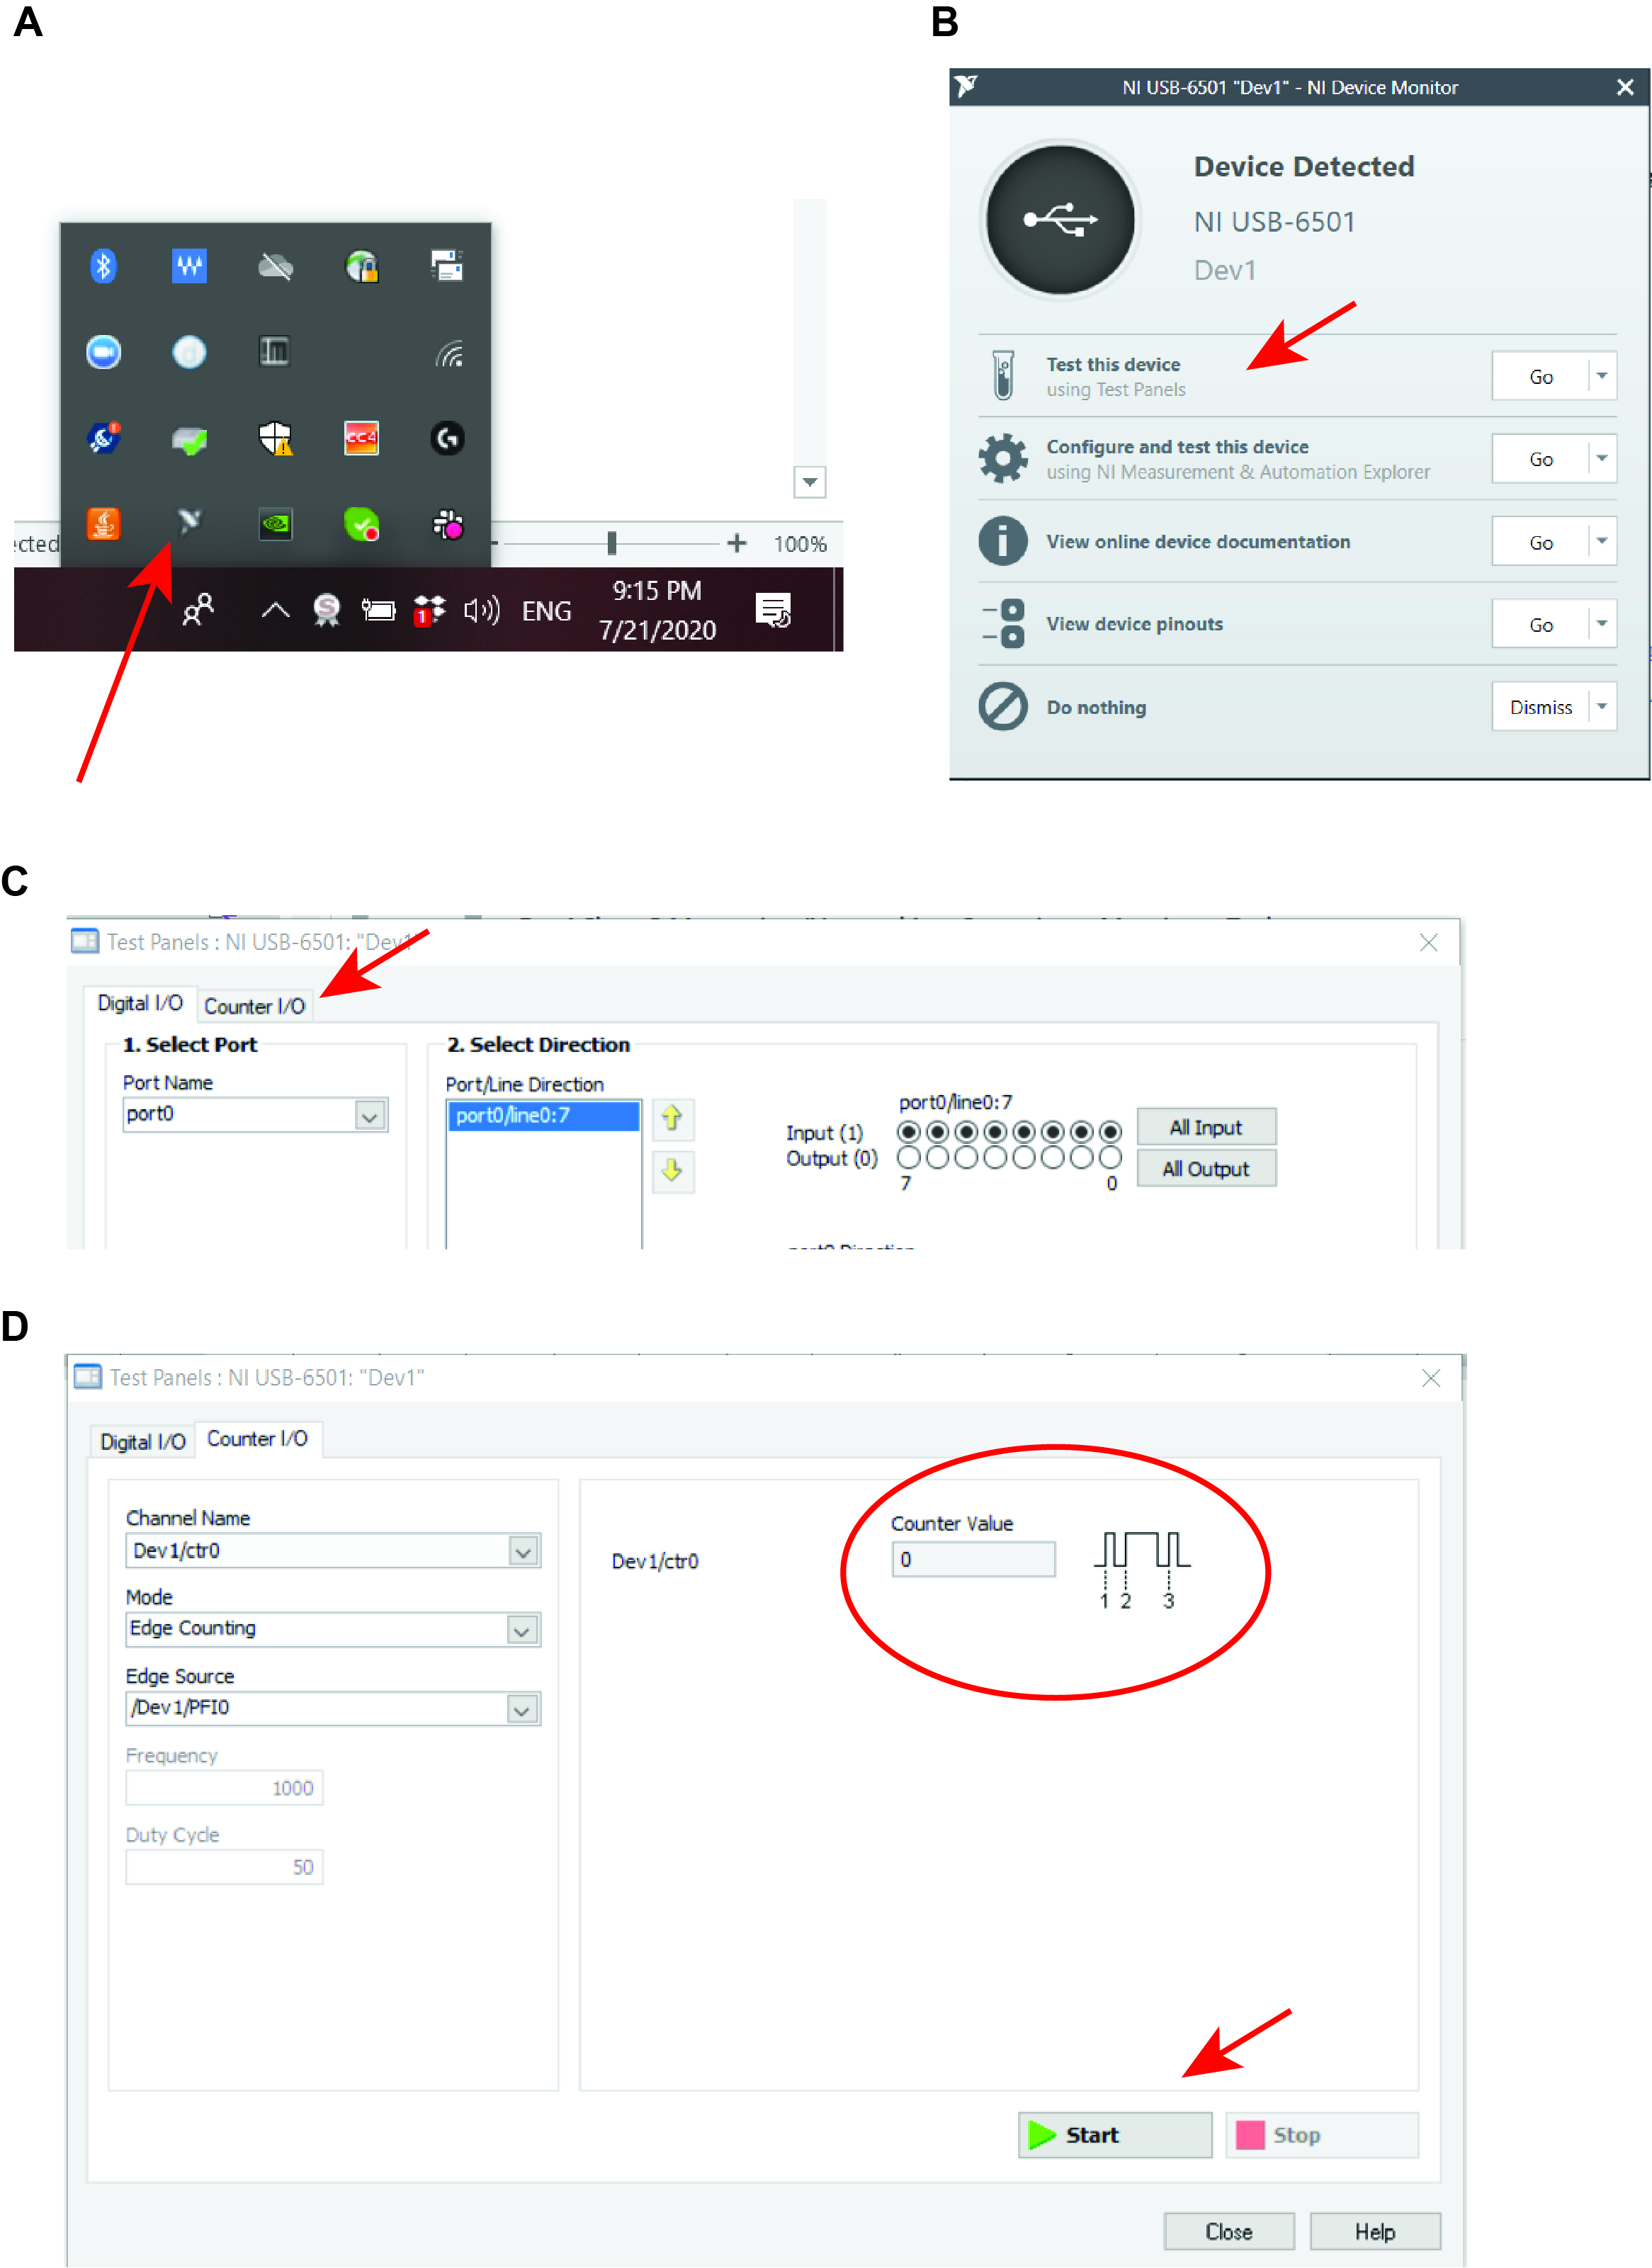 A
CC4
ected
100%
1
ENG
9:15 PM
7/21/2020
B
NI USB-6501 "Dev1" - NI Device Monitor
Device Detected
NI USB-6501
Dev1
Test this device
using Test Panels
Go
Configure and test this device
using NI Measurement & Automation Explorer
Go
View online device documentation
Go
View device pinouts
Go
Do nothing
Dismiss
C
Test Panels : NI USB-6501: "Dev1"
Digital I/O
Counter I/O
1. Select Port
Port Name
port0
2. Select Direction
Port/Line Direction
port0/line0:7
port0/line0:7
Input (1)
Output (0)
7 0
All Input
All Output
D
Test Panels : NI USB-6501: "Dev1"
Digital I/O
Counter I/O
Channel Name
Dev1/ctr0
Mode
Edge Counting
Edge Source
/Dev1/PFI0
Frequency
1000
Duty Cycle
50
Dev1/ctr0
Counter Value
0
1 2 3
Start
Stop
Close
Help